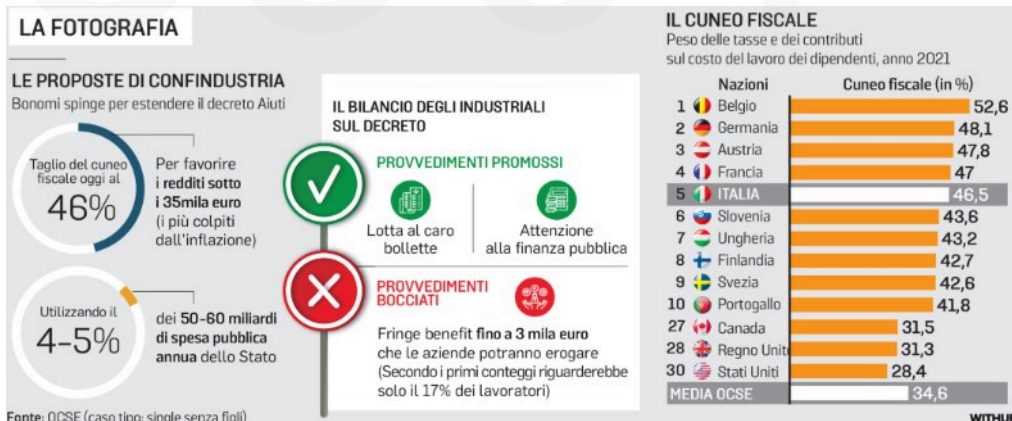 LA FOTOGRAFIA
LE PROPOSTE DI CONFINDUSTRIA
Bonomi spinge per estendere il decreto Aiuti
Taglio del cuneo
fiscale oggi al
46%
Per favorire
i redditi sotto
i 35mila euro
(i più colpiti
dall'inflazione)
Utilizzando il
4-5%
dei 50-60 miliardi
di spesa pubblica
annua dello Stato
Fonte: OCSE (caso tipo: single senza figli)
IL BILANCIO DEGLI INDUSTRIALI
SUL DECRETO
PROVVEDIMENTI PROMOSSI
Lotta al caro
bollette
Attenzione
alla finanza pubblica
PROVVEDIMENTI
BOCCIATI
Fringe benefit fino a 3 mila euro
che le aziende potranno erogare
(Secondo i primi conteggi riguarderebbe
solo il 17% dei lavoratori)
IL CUNEO FISCALE
Peso delle tasse e dei contributi
sul costo del lavoro dei dipendenti, anno 2021
Nazioni Cuneo fiscale (in %)
1 Belgio 52,6
2 Germania 48,1
3 Austria 47,8
4 Francia 47
5 ITALIA 46,5
6 Slovenia 43,6
7 Ungheria 43,2
8 Finlandia 42,7
9 Svezia 42,6
10 Portogallo 41,8
27 Canada 31,5
28 Regno Unit 31,3
30 Stati Uniti 28,4
MEDIA OCSE 34,6
WITHUB